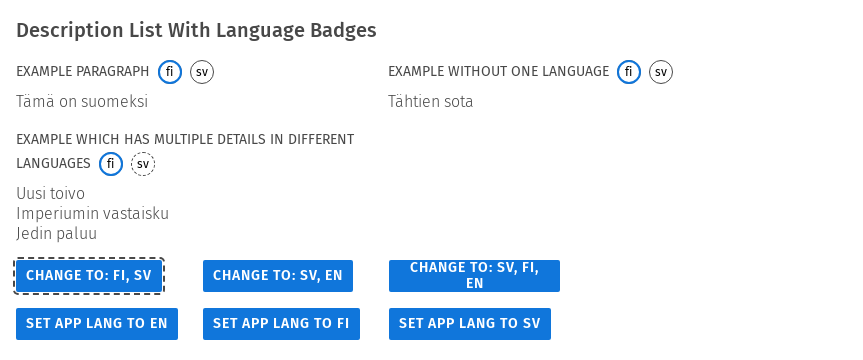 Description List With Language Badges
EXAMPLE PARAGRAPH fi sv
Tämä on suomeksi
EXAMPLE WITHOUT ONE LANGUAGE fi sv
Tähtien sota
EXAMPLE WHICH HAS MULTIPLE DETAILS IN DIFFERENT
LANGUAGES fi sv
Uusi toivo
Imperiumin vastaisku
Jedin paluu
CHANGE TO: FI, SV
CHANGE TO: SV, EN
CHANGE TO: SV, FI,
EN
SET APP LANG TO EN
SET APP LANG TO FI
SET APP LANG TO SV